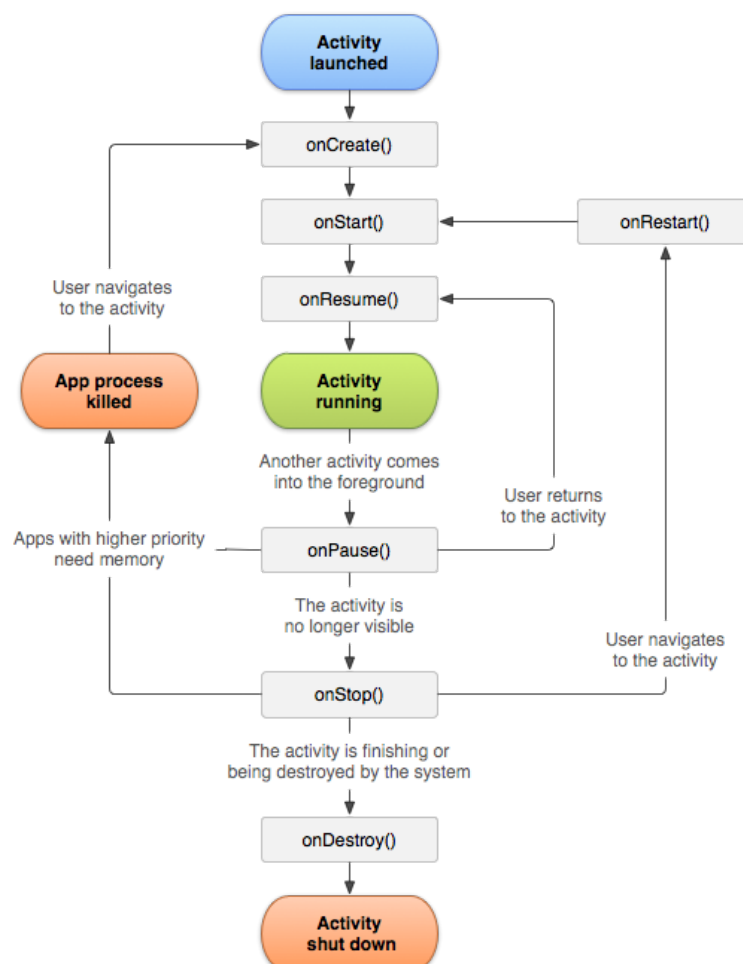 Activity
launched
onCreate()
onStart()
onRestart()
onResume()
User navigates
to the activity
App process
killed
Activity
running
Another activity comes
into the foreground
User returns
to the activity
Apps with higher priority
need memory
onPause()
The activity is
no longer visible
User navigates
to the activity
onStop()
The activity is finishing or
being destroyed by the system
onDestroy()
Activity
shut down